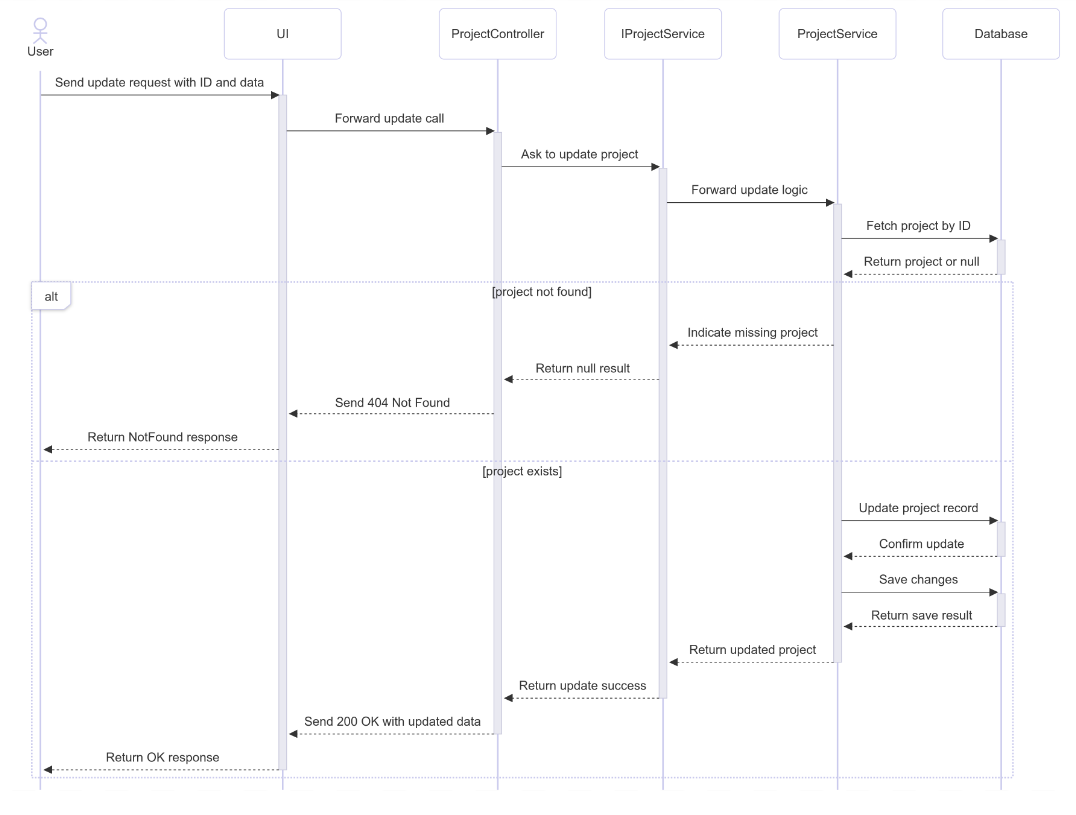 User
UI
ProjectController
IProjectService
ProjectService
Database
Send update request with ID and data
Forward update call
Ask to update project
Forward update logic
Fetch project by ID
Return project or null
alt
[project not found]
Indicate missing project
Return null result
Send 404 Not Found
Return NotFound response
[project exists]
Update project record
Confirm update
Save changes
Return save result
Return updated project
Return update success
Send 200 OK with updated data
Return OK response